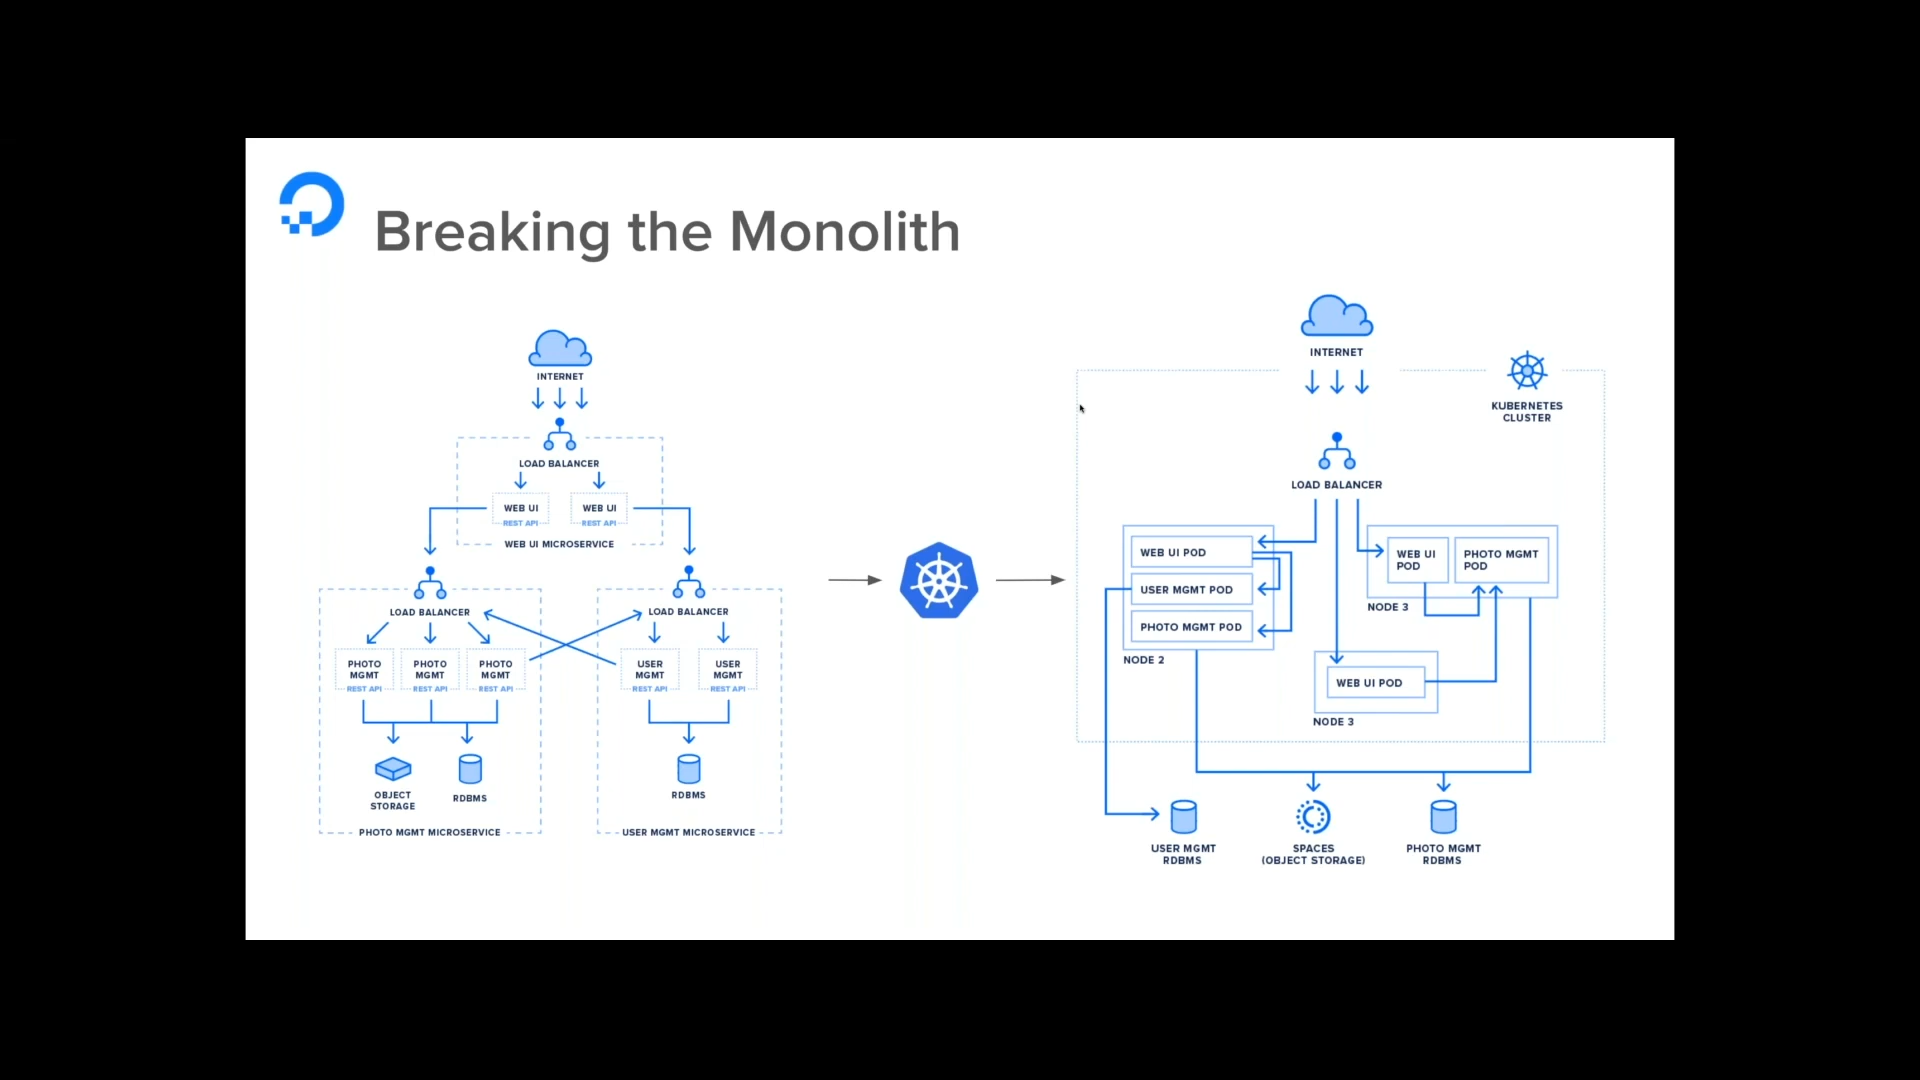 Breaking the Monolith
INTERNET
LOAD BALANCER
WEB UI
REST API
WEB UI
REST API
WEB UI MICROSERVICE
LOAD BALANCER
PHOTO
MGMT
REST API
PHOTO
MGMT
REST API
PHOTO
MGMT
REST API
OBJECT
STORAGE
RDBMS
PHOTO MGMT MICROSERVICE
LOAD BALANCER
USER
MGMT
REST API
USER
MGMT
REST API
RDBMS
USER MGMT MICROSERVICE
INTERNET
KUBERNETES
CLUSTER
LOAD BALANCER
WEB UI POD
USER MGMT POD
PHOTO MGMT POD
NODE 2
WEB UI
POD
PHOTO MGMT
POD
NODE 3
WEB UI POD
NODE 3
USER MGMT
RDBMS
SPACES
(OBJECT STORAGE)
PHOTO MGMT
RDBMS